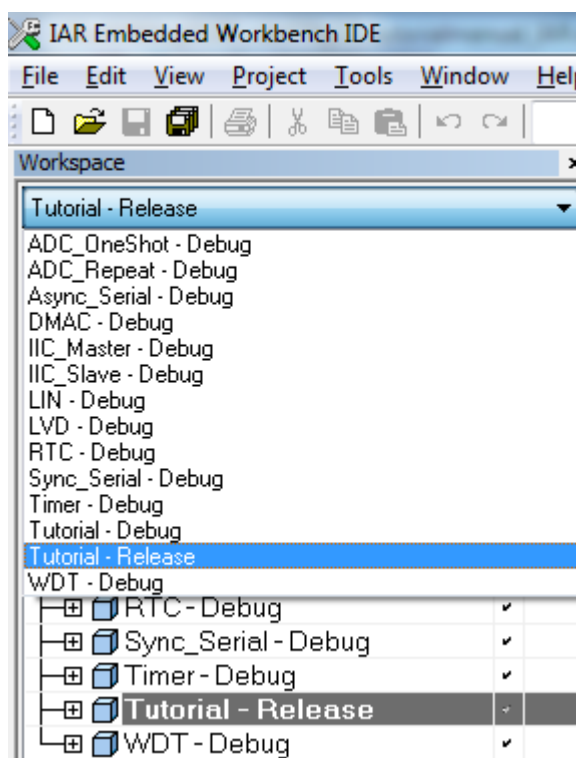 IAR Embedded Workbench IDE
File Edit View Project Tools Window Help
Workspace
Tutorial - Release
ADC_OneShot - Debug
ADC_Repeat - Debug
Async_Serial - Debug
DMAC - Debug
IIC_Master - Debug
IIC_Slave - Debug
LIN - Debug
LVD - Debug
RTC - Debug
Sync_Serial - Debug
Timer - Debug
Tutorial - Debug
Tutorial - Release
WDT - Debug
RTC - Debug
Sync_Serial - Debug
Timer - Debug
Tutorial - Release
WDT - Debug